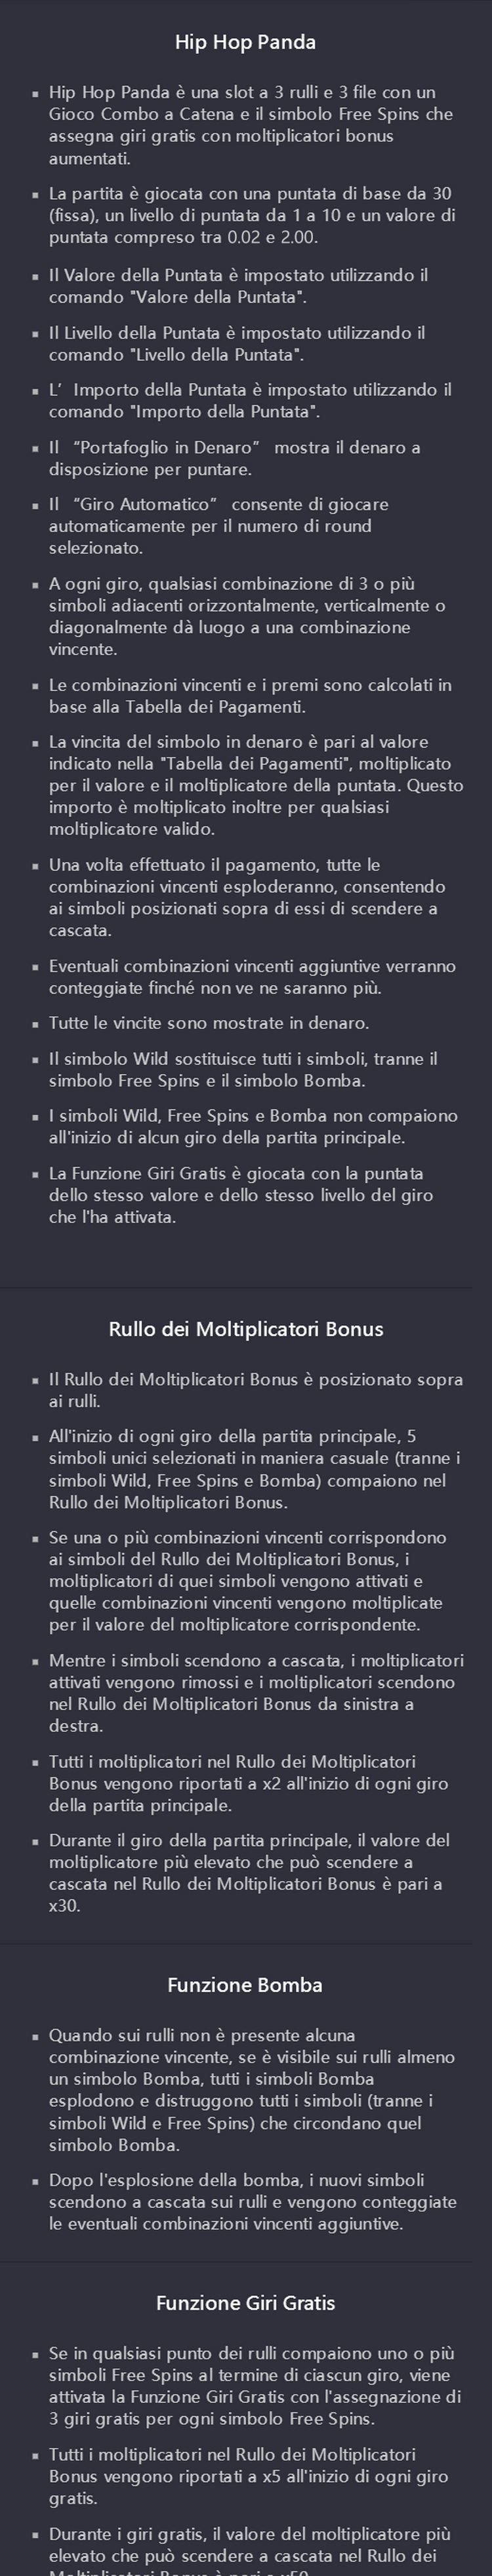 Hip Hop Panda
▪ Hip Hop Panda è una slot a 3 rulli e 3 file con un
Gioco Combo a Catena e il simbolo Free Spins che
assegna giri gratis con moltiplicatori bonus
aumentati.
▪ La partita è giocata con una puntata di base da 30
(fissa), un livello di puntata da 1 a 10 e un valore di
puntata compreso tra 0.02 e 2.00.
▪ Il Valore della Puntata è impostato utilizzando il
comando "Valore della Puntata".
▪ Il Livello della Puntata è impostato utilizzando il
comando "Livello della Puntata".
▪ L’ Importo della Puntata è impostato utilizzando il
comando "Importo della Puntata".
▪ Il “Portafoglio in Denaro” mostra il denaro a
disposizione per puntare.
▪ Il “Giro Automatico” consente di giocare
automaticamente per il numero di round
selezionato.
▪ A ogni giro, qualsiasi combinazione di 3 o più
simboli adiacenti orizzontalmente, verticalmente o
diagonalmente dà luogo a una combinazione
vincente.
▪ Le combinazioni vincenti e i premi sono calcolati in
base alla Tabella dei Pagamenti.
▪ La vincita del simbolo in denaro è pari al valore
indicato nella "Tabella dei Pagamenti", moltiplicato
per il valore e il moltiplicatore della puntata. Questo
importo è moltiplicato inoltre per qualsiasi
moltiplicatore valido.
▪ Una volta effettuato il pagamento, tutte le
combinazioni vincenti esploderanno, consentendo
ai simboli posizionati sopra di essi di scendere a
cascata.
▪ Eventuali combinazioni vincenti aggiuntive verranno
conteggiate finché non ve ne saranno più.
▪ Tutte le vincite sono mostrate in denaro.
▪ Il simbolo Wild sostituisce tutti i simboli, tranne il
simbolo Free Spins e il simbolo Bomba.
▪ I simboli Wild, Free Spins e Bomba non compaiono
all'inizio di alcun giro della partita principale.
▪ La Funzione Giri Gratis è giocata con la puntata
dello stesso valore e dello stesso livello del giro
che l'ha attivata.
Rullo dei Moltiplicatori Bonus
▪ Il Rullo dei Moltiplicatori Bonus è posizionato sopra
ai rulli.
▪ All'inizio di ogni giro della partita principale, 5
simboli unici selezionati in maniera casuale (tranne i
simboli Wild, Free Spins e Bomba) compaiono nel
Rullo dei Moltiplicatori Bonus.
▪ Se una o più combinazioni vincenti corrispondono
ai simboli del Rullo dei Moltiplicatori Bonus, i
moltiplicatori di quei simboli vengono attivati e
quelle combinazioni vincenti vengono moltiplicate
per il valore del moltiplicatore corrispondente.
▪ Mentre i simboli scendono a cascata, i moltiplicatori
attivati vengono rimossi e i moltiplicatori scendono
nel Rullo dei Moltiplicatori Bonus da sinistra a
destra.
▪ Tutti i moltiplicatori nel Rullo dei Moltiplicatori
Bonus vengono riportati a x2 all'inizio di ogni giro
della partita principale.
▪ Durante il giro della partita principale, il valore del
moltiplicatore più elevato che può scendere a
cascata nel Rullo dei Moltiplicatori Bonus è pari a
x30.
Funzione Bomba
▪ Quando sui rulli non è presente alcuna
combinazione vincente, se è visibile sui rulli almeno
un simbolo Bomba, tutti i simboli Bomba
esplodono e distruggono tutti i simboli (tranne i
simboli Wild e Free Spins) che circondano quel
simbolo Bomba.
▪ Dopo l'esplosione della bomba, i nuovi simboli
scendono a cascata sui rulli e vengono conteggiate
le eventuali combinazioni vincenti aggiuntive.
Funzione Giri Gratis
▪ Se in qualsiasi punto dei rulli compaiono uno o più
simboli Free Spins al termine di ciascun giro, viene
attivata la Funzione Giri Gratis con l'assegnazione di
3 giri gratis per ogni simbolo Free Spins.
▪ Tutti i moltiplicatori nel Rullo dei Moltiplicatori
Bonus vengono riportati a x5 all'inizio di ogni giro
gratis.
▪ Durante i giri gratis, il valore del moltiplicatore più
elevato che può scendere a cascata nel Rullo dei
Moltiplicatori Bonus è pari a x50.